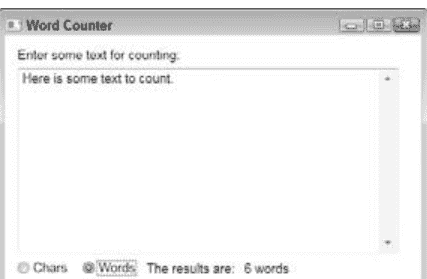 Word Counter
Enter some text for counting:
Here is some text to count.
Chars Words The results are: 6 words